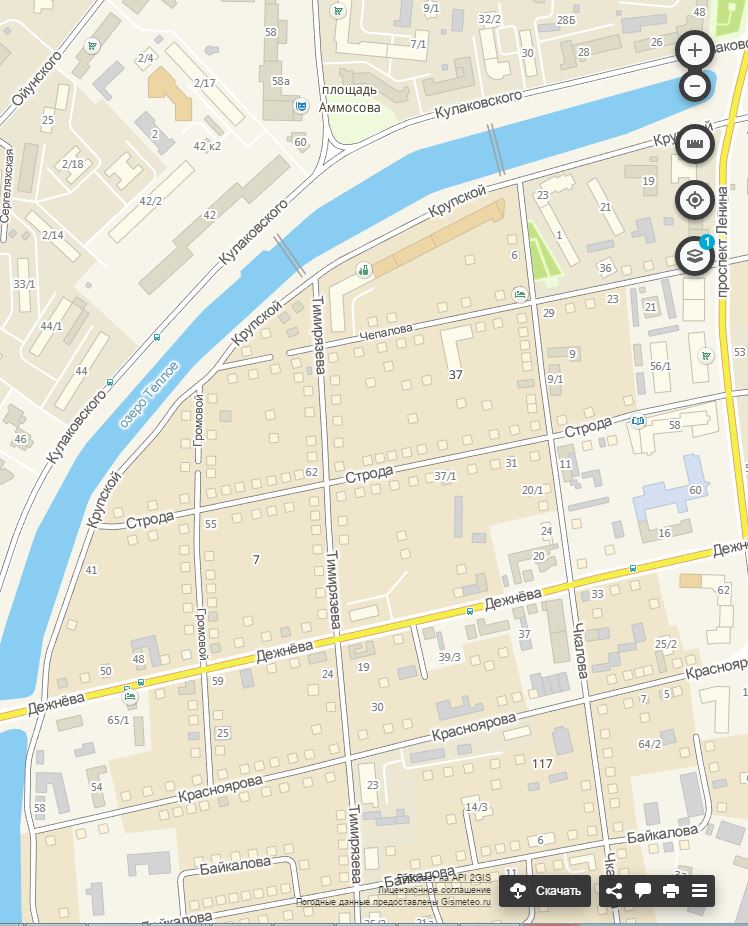 9/1
32/2
28Б
48
58
26
2/4
7/1
30
28
Кулаковского
Ойунского
2/17
58а
площадь
Аммосова
Кулаковского
25
2
42 к2
60
Крупской
2/18
42
19
Сергеляхская
42/2
Крупской
23
21
проспект Ленина
2/14
Кулаковского
1
1
6
36
33/1
Тимирязева
29
23
21
44/1
Крупской
Чепалова
53
44
37
9
56/1
озеро Тёплое
9/1
Кулаковского
Громовой
46
Строда
58
62
Строда
37/1
31
11
Крупской
20/1
60
Строда
55
24
16
41
7
Тимирязева
20
Дежнёва
Громовой
Дежнёва
33
62
48
Дежнёва
37
Чкалова
25/2
50
59
24
19
39/3
Красноярова
Дежнёва
65/1
30
7
5
25
Красноярова
64/2
54
Красноярова
23
117
58
Тимирязева
14/3
6
Байкалова
Байкалова
Байкалова
11
Работает на API 2GIS
Лицензионное соглашение
Погодные данные предоставлены Gismeteo.ru
Скачать
21а